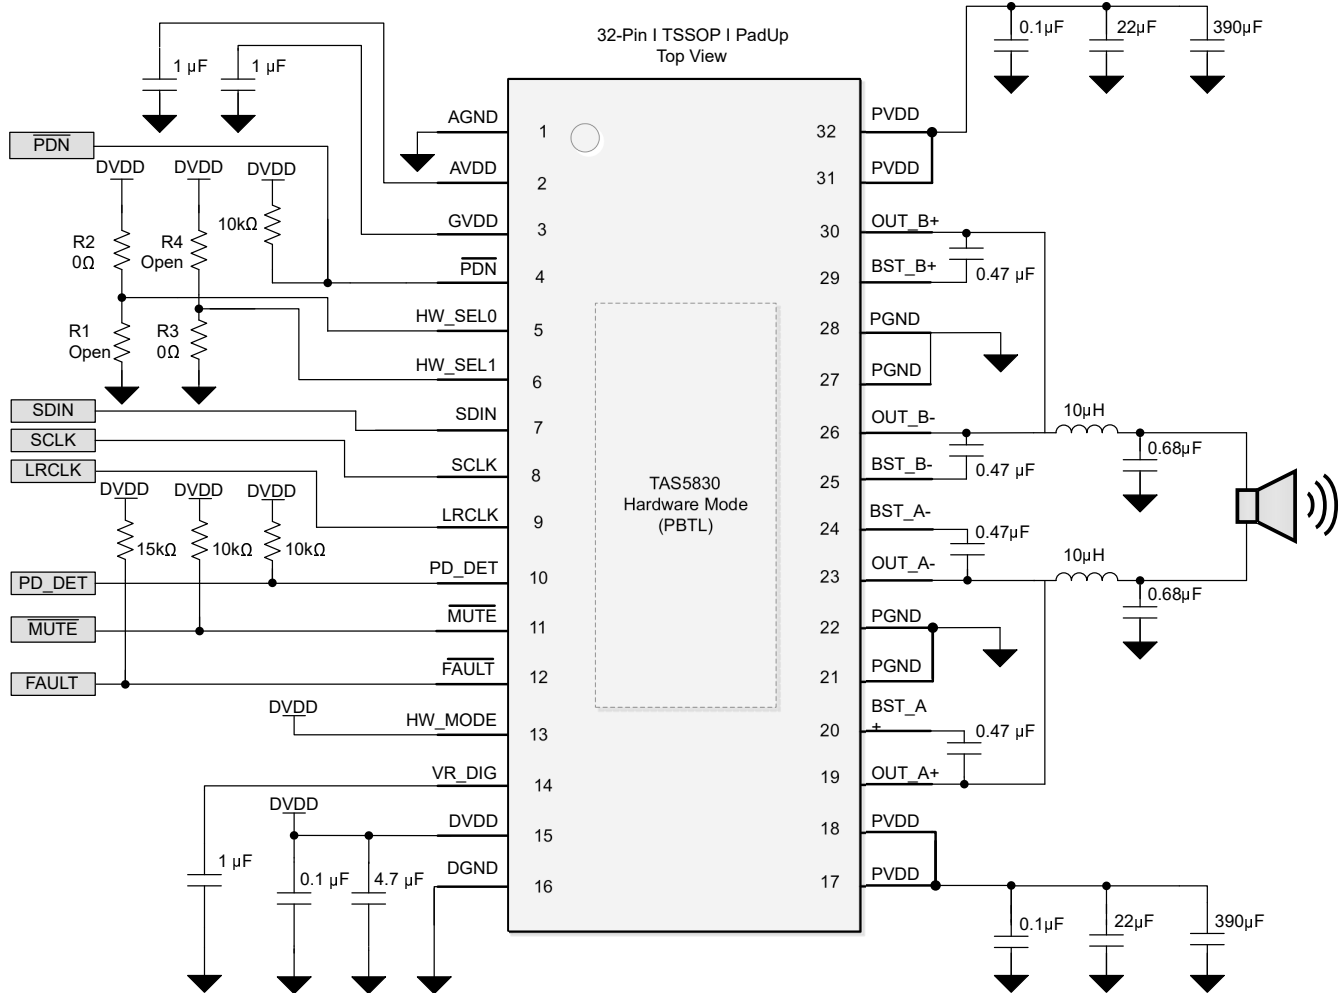 32-Pin I TSSOP I PadUp
Top View
1 µF
1 µF
0.1µF
22µF
390µF
PDN
DVDD
DVDD
DVDD
R2
0Ω
R4
Open
10kΩ
R1
Open
R3
0Ω
SDIN
SCLK
LRCLK
DVDD
DVDD
DVDD
15kΩ
10kΩ
10kΩ
PD_DET
MUTE
FAULT
DVDD
DVDD
1 µF
0.1 µF
4.7 µF
AGND
AVDD
GVDD
PDN
HW_SEL0
HW_SEL1
SDIN
SCLK
LRCLK
PD_DET
MUTE
FAULT
HW_MODE
VR_DIG
DVDD
DGND
1
2
3
4
5
6
7
8
9
10
11
12
13
14
15
16
TAS5830
Hardware Mode
(PBTL)
32
31
30
29
28
27
26
25
24
23
22
21
20
19
18
17
PVDD
PVDD
OUT_B+
BST_B+
PGND
PGND
OUT_B-
BST_B-
BST_A-
OUT_A-
PGND
PGND
BST_A
+
OUT_A+
PVDD
PVDD
0.47 µF
0.47 µF
0.47µF
0.47 µF
10µH
0.68µF
10µH
0.68µF
0.1µF
22µF
390µF